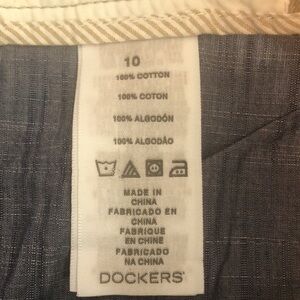 10
100% COTTON
100% COTON
100% ALGODÓN
100% ALGODÃO
MADE IN
CHINA
FABRICADO EN
CHINA
FABRIQUE
EN CHINE
FABRICADO
NA CHINA
DOCKERS®